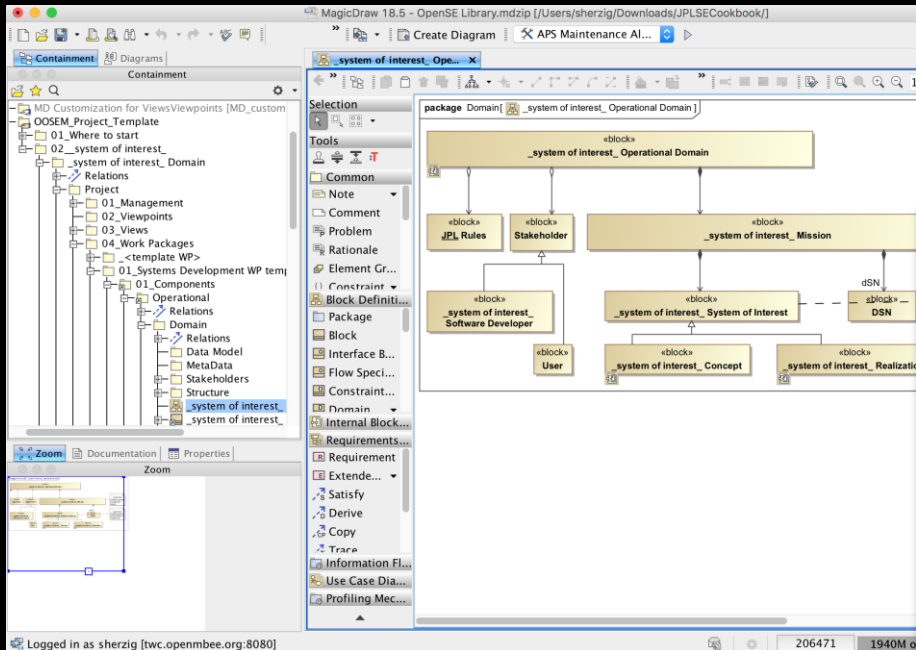 MagicDraw 18.5 - OpenSE Library.mdzip [/Users/sherzig/Downloads/JPLSECookbook/]
Create Diagram
APS Maintenance Al...
Containment
Diagrams
Containment
MD Customization for ViewsViewpoints [MD_custom
OOSEM_Project_Template
01_Where to start
02__system of interest_
_system of interest_ Domain
Relations
Project
01_Management
02_Viewpoints
03_Views
04_Work Packages
_<template WP>
01_Systems Development WP temp
01_Components
Operational
Relations
Domain
Relations
Data Model
MetaData
Stakeholders
Structure
_system of interest_
_system of interest_
Zoom
Documentation
Properties
Zoom
_system of interest_ Ope...
Selection
Tools
Common
Note
Comment
Problem
Rationale
Element Gr...
Constraint
Block Definiti...
Package
Block
Interface B...
Flow Speci...
Constraint...
Domain
Internal Block...
Requirements...
Requirement
Extende...
Satisfy
Derive
Copy
Trace
Information Fl...
Use Case Dia...
Profiling Mec...
package Domain[ _system of interest_ Operational Domain ]
«block»
_system of interest_ Operational Domain
«block»
JPL Rules
«block»
Stakeholder
«block»
_system of interest_ Mission
«block»
_system of interest_
Software Developer
«block»
_system of interest_ System of Interest
dSN
«block»
DSN
«block»
User
«block»
_system of interest_ Concept
«block»
_system of interest_ Realizatio
Logged in as sherzig [twc.openmbee.org:8080]
206471
1940M o